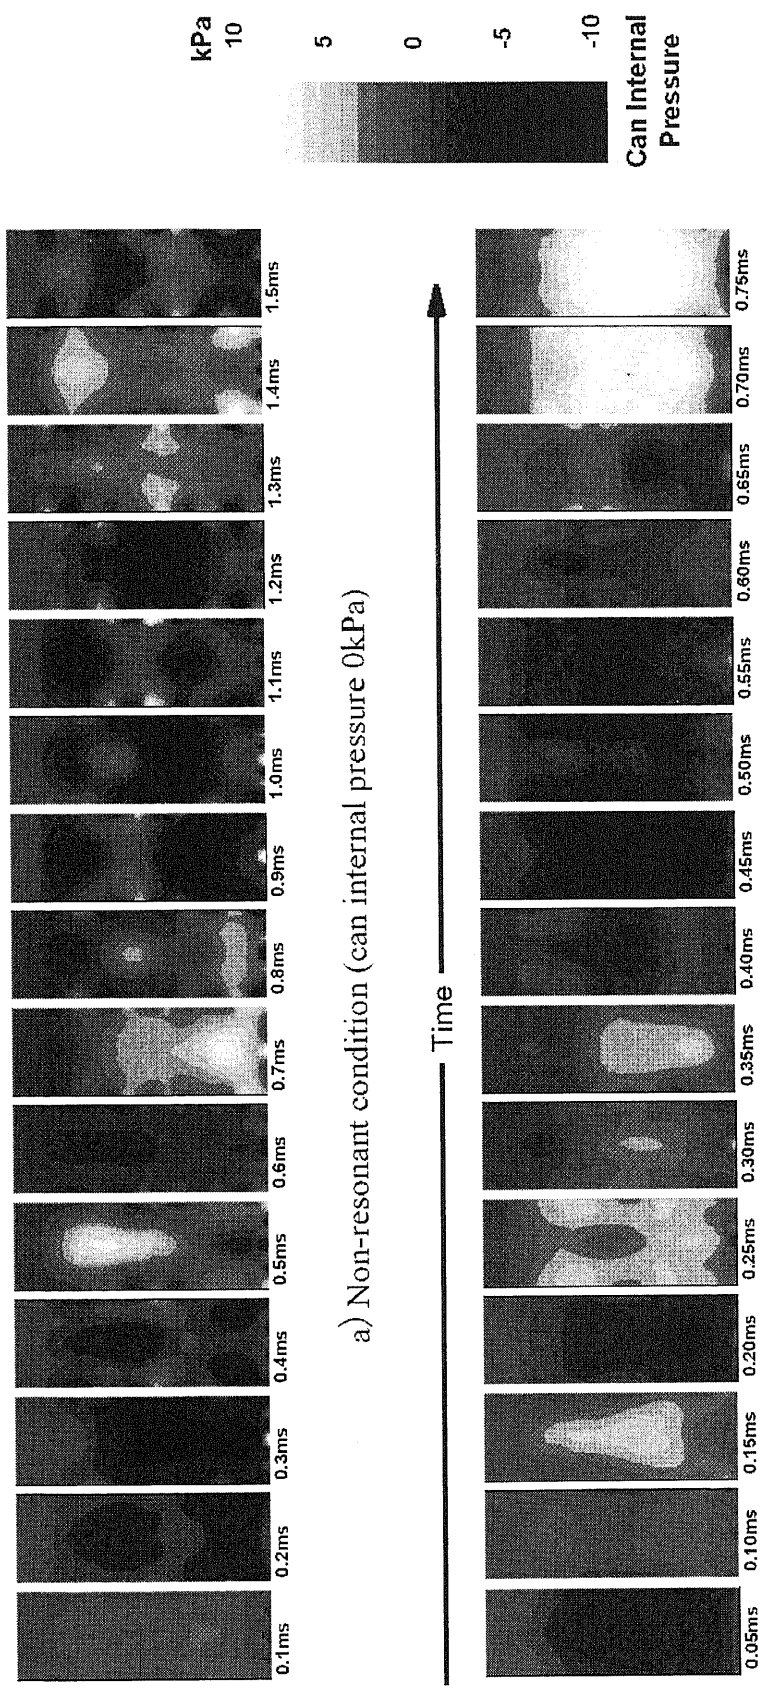 0.1ms 0.2ms 0.3ms 0.4ms 0.5ms 0.6ms 0.7ms 0.8ms 0.9ms 1.0ms 1.1ms 1.2ms 1.3ms 1.4ms 1.5ms
a) Non-resonant condition (can internal pressure 0kPa)
Time
0.05ms 0.10ms 0.15ms 0.20ms 0.25ms 0.30ms 0.35ms 0.40ms 0.45ms 0.50ms 0.55ms 0.60ms 0.65ms 0.70ms 0.75ms
kPa
10
5
0
-5
-10
Can Internal
Pressure